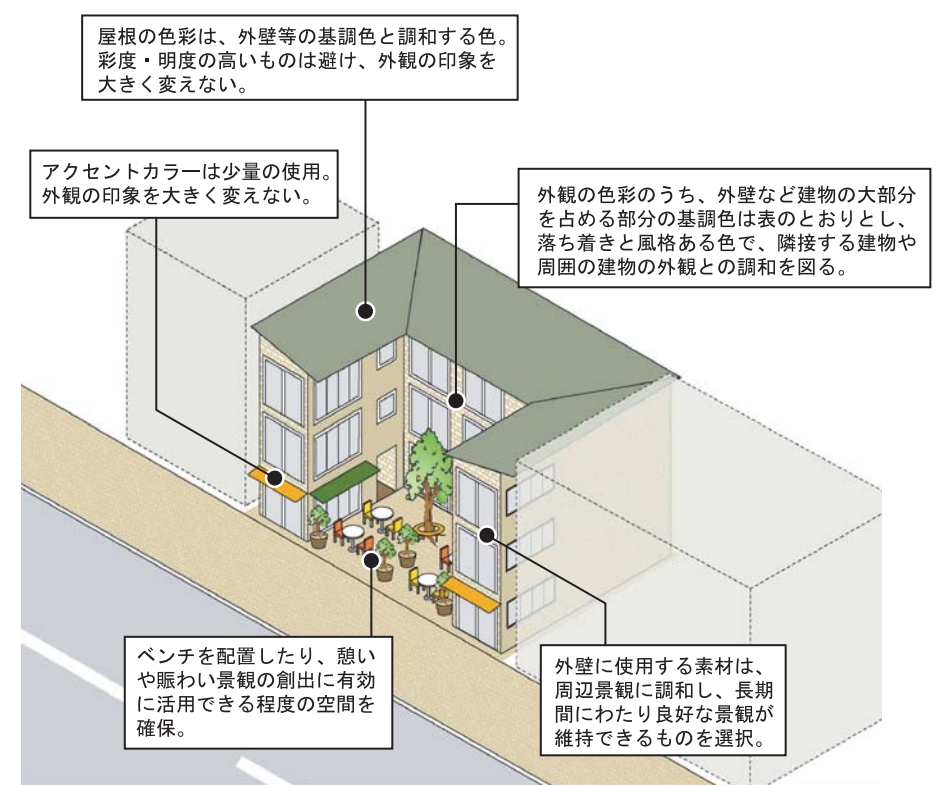 屋根の色彩は、外壁等の基調色と調和する色。
彩度・明度の高いものは避け、外観の印象を
大きく変えない。
アクセントカラーは少量の使用。
外観の印象を大きく変えない。
外観の色彩のうち、外壁など建物の大部分
を占める部分の基調色は表のとおりとし、
落ち着きと風格ある色で、隣接する建物や
周囲の建物の外観との調和を図る。
ベンチを配置したり、憩い
や賑わい景観の創出に有効
に活用できる程度の空間を
確保。
外壁に使用する素材は、
周辺景観に調和し、長期
間にわたり良好な景観が
維持できるものを選択。